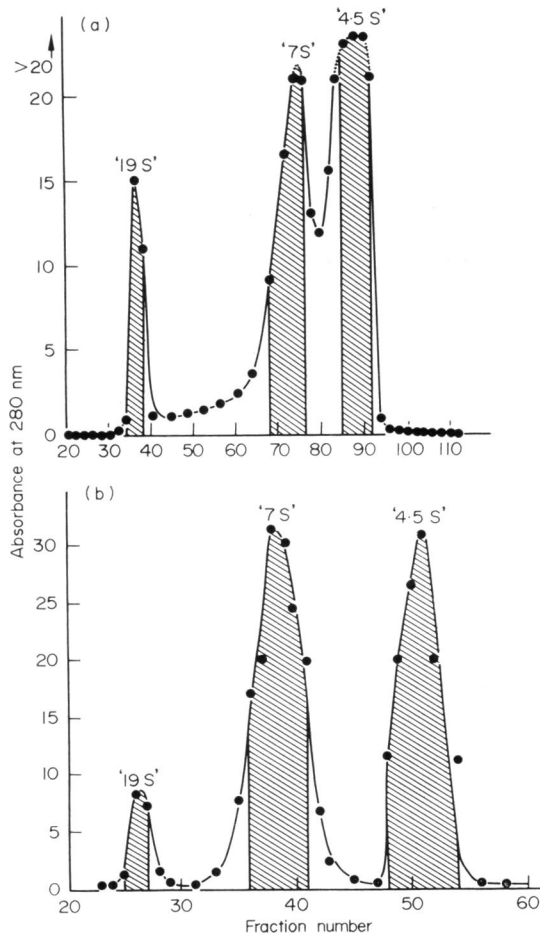 (a)
'4·5 S'
'7S'
>20
20
'19 S'
15
10
5
0
20 30 40 50 60 70 80 90 100 110
Absorbance at 280 nm
(b)
'7 S'
'4·5 S'
30
25
20
15
'19 S'
10
5
0
20 30 40 50 60
Fraction number